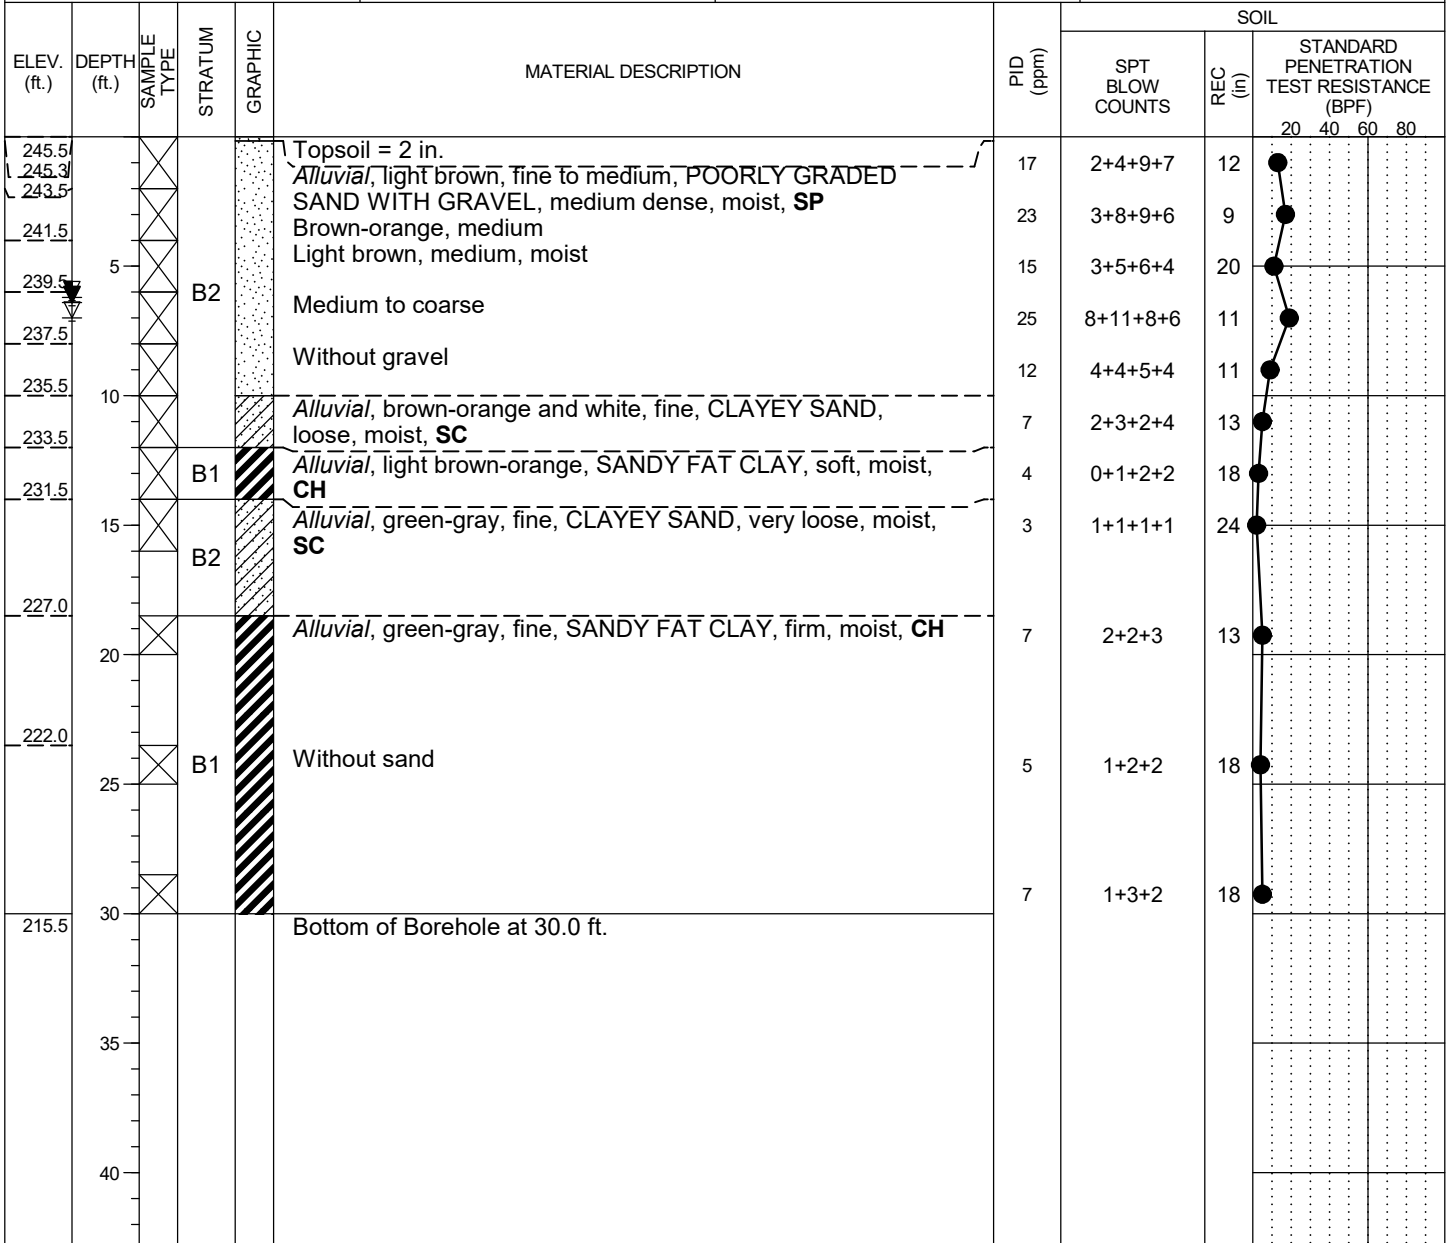 SOIL
ELEV. (ft.)
DEPTH (ft.)
SAMPLE TYPE
STRATUM
GRAPHIC
MATERIAL DESCRIPTION
PID (ppm)
SPT BLOW COUNTS
REC (in)
STANDARD PENETRATION TEST RESISTANCE (BPF)
20 40 60 80
245.5 Topsoil = 2 in.
245.3 Alluvial, light brown, fine to medium, POORLY GRADED 17 2+4+9+7 12
243.5 SAND WITH GRAVEL, medium dense, moist, SP 23 3+8+9+6 9
241.5 Brown-orange, medium
Light brown, medium, moist
5 15 3+5+6+4 20
239.5 B2
Medium to coarse 25 8+11+8+6 11
237.5
Without gravel 12 4+4+5+4 11
235.5 10
Alluvial, brown-orange and white, fine, CLAYEY SAND, 7 2+3+2+4 13
233.5 loose, moist, SC
B1 Alluvial, light brown-orange, SANDY FAT CLAY, soft, moist, 4 0+1+2+2 18
231.5 CH
15 Alluvial, green-gray, fine, CLAYEY SAND, very loose, moist, 3 1+1+1+1 24
SC
B2
227.0
Alluvial, green-gray, fine, SANDY FAT CLAY, firm, moist, CH 7 2+2+3 13
20
222.0
B1 Without sand 5 1+2+2 18
25
7 1+3+2 18
215.5 30 Bottom of Borehole at 30.0 ft.
35
40